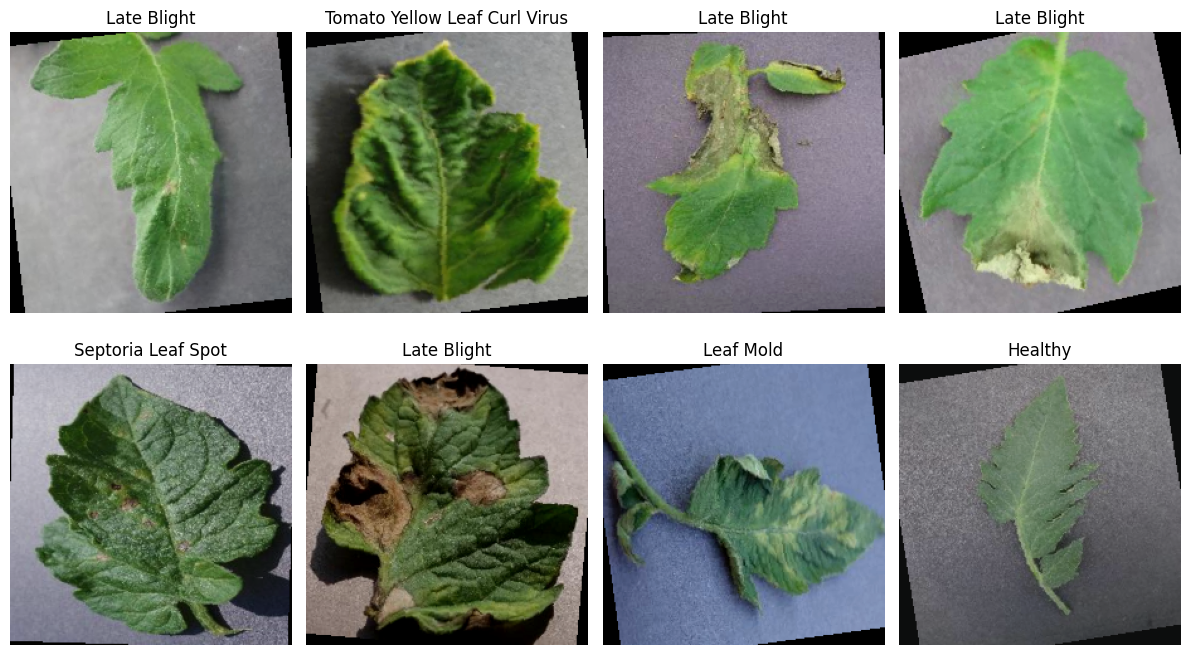 Late Blight
Tomato Yellow Leaf Curl Virus
Late Blight
Late Blight
Septoria Leaf Spot
Late Blight
Leaf Mold
Healthy